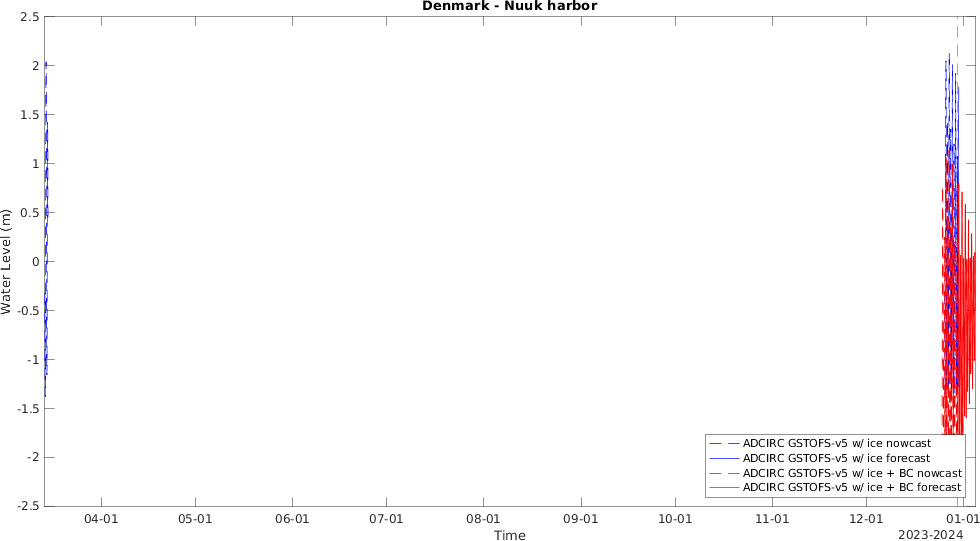 Denmark - Nuuk harbor
2.5
2
1.5
1
0.5
0
-0.5
-1
-1.5
-2
-2.5
Water Level (m)
ADCIRC GSTOFS-v5 w/ ice nowcast
ADCIRC GSTOFS-v5 w/ ice forecast
ADCIRC GSTOFS-v5 w/ ice + BC nowcast
ADCIRC GSTOFS-v5 w/ ice + BC forecast
04-01 05-01 06-01 07-01 08-01 09-01 10-01 11-01 12-01 01-01
Time
2023-2024